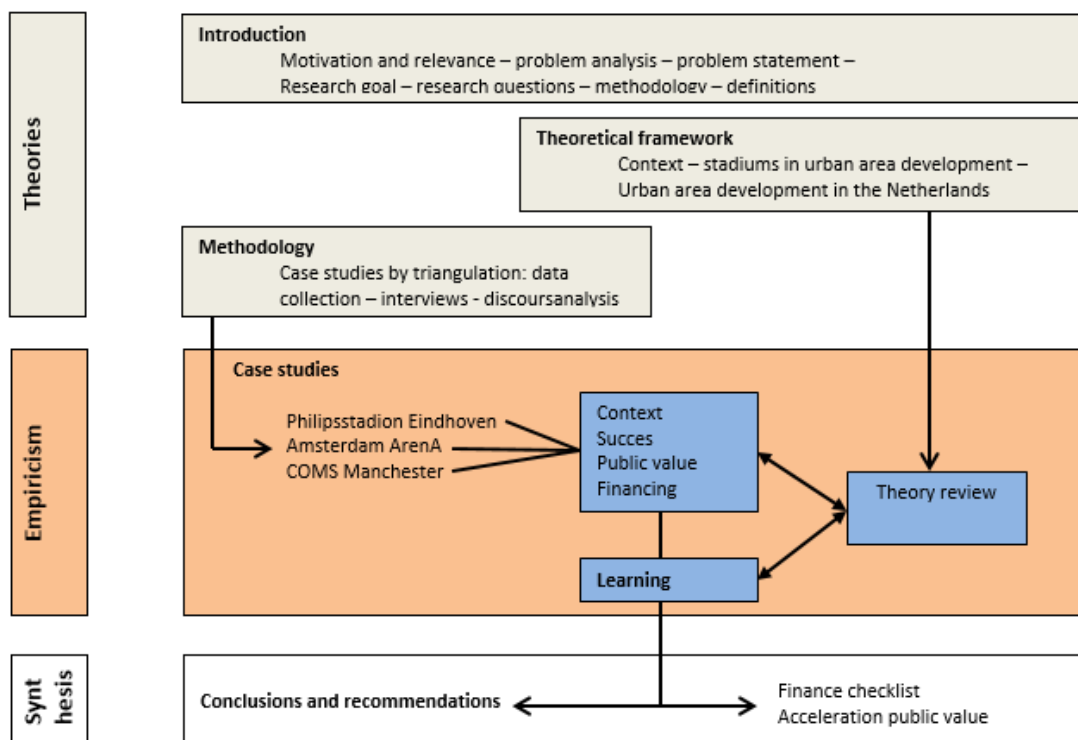 Theories
Introduction
Motivation and relevance – problem analysis – problem statement –
Research goal – research questions – methodology – definitions
Theoretical framework
Context – stadiums in urban area development –
Urban area development in the Netherlands
Methodology
Case studies by triangulation: data
collection – interviews - discoursanalysis
Empiricism
Case studies
Philipsstadion Eindhoven
Amsterdam ArenA
COMS Manchester
Context
Succes
Public value
Financing
Theory review
Learning
Synt
hesis
Conclusions and recommendations
Finance checklist
Acceleration public value